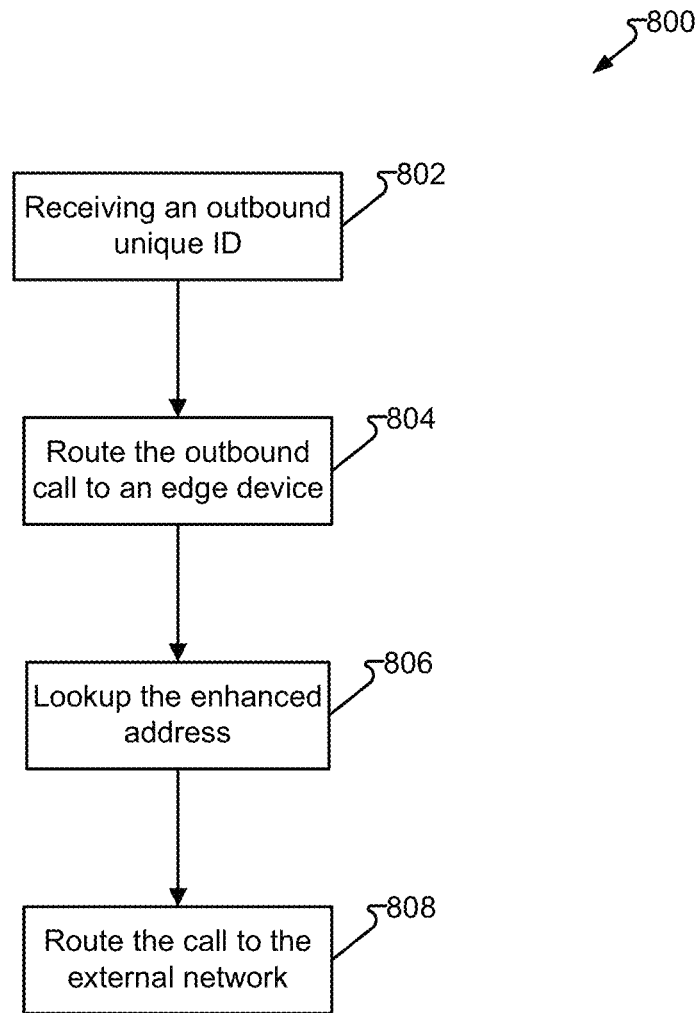 800
802
Receiving an outbound
unique ID
804
Route the outbound
call to an edge device
806
Lookup the enhanced
address
808
Route the call to the
external network